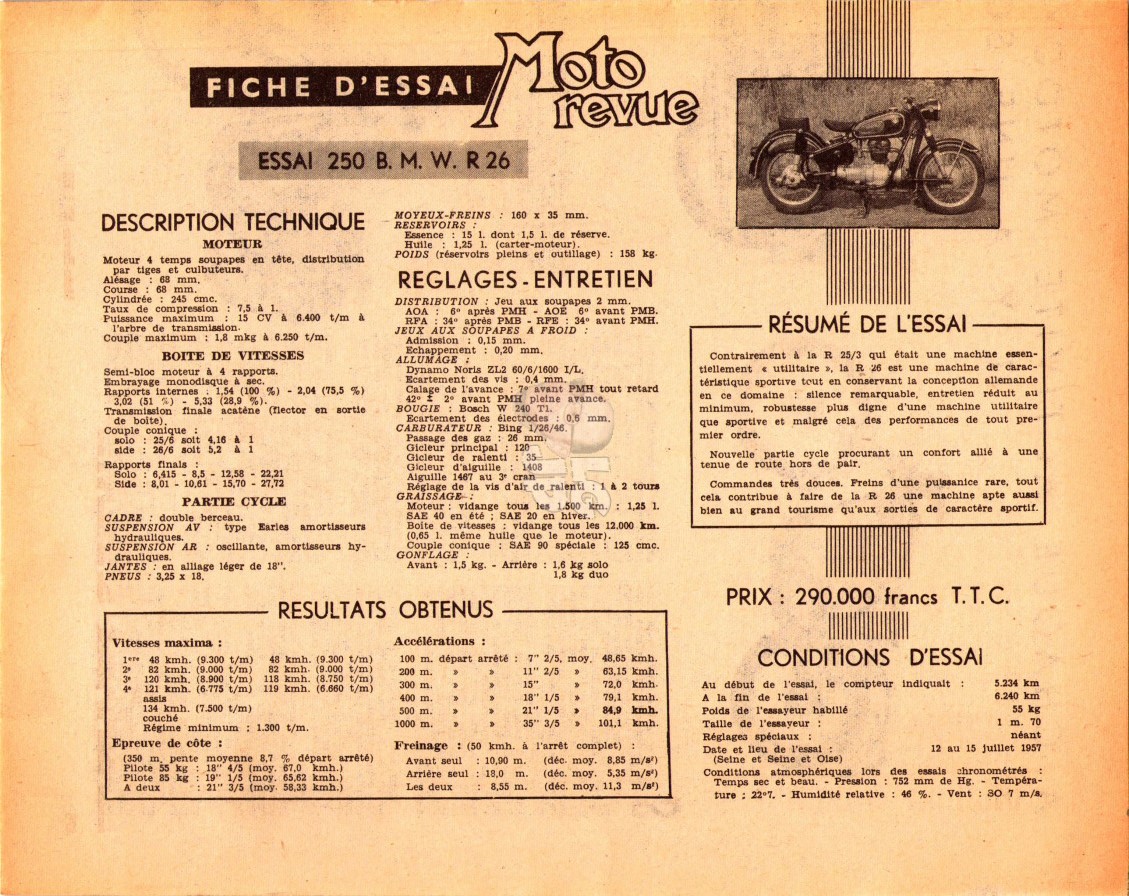 FICHE D'ESSAI
Moto revue
ESSAI 250 B. M. W. R 26
DESCRIPTION TECHNIQUE
MOTEUR
Moteur 4 temps soupapes en tête, distribution
par tiges et culbuteurs.
Alésage : 68 mm.
Course : 68 mm.
Cylindrée : 245 cmc.
Taux de compression : 7,5 à 1.
Puissance maximum : 15 CV à 6.400 t/m à
l'arbre de transmission.
Couple maximum : 1,8 mkg à 6.250 t/m.
BOITE DE VITESSES
Semi-bloc moteur à 4 rapports.
Embrayage monodisque à sec.
Rapports internes : 1,54 (100 %) - 2,04 (75,5 %)
3,02 (51 %) - 5,33 (28,9 %).
Transmission finale acatène (flector en sortie
de boîte).
Couple conique :
solo : 25/6 soit 4,16 à 1
side : 26/6 soit 5,2 à 1
Rapports finals :
Solo : 6,415 - 8,5 - 12,58 - 22,21
Side : 8,01 - 10,61 - 15,70 - 27,72
PARTIE CYCLE
CADRE : double berceau.
SUSPENSION AV : type Earles amortisseurs
hydrauliques.
SUSPENSION AR : oscillante, amortisseurs hy-
drauliques.
JANTES : en alliage léger de 18".
PNEUS : 3,25 x 18.
MOYEUX-FREINS : 160 x 35 mm.
RESERVOIRS :
Essence : 15 l. dont 1,5 l. de réserve.
Huile : 1,25 l. (carter-moteur).
POIDS (réservoirs pleins et outillage) : 158 kg.
REGLAGES - ENTRETIEN
DISTRIBUTION : Jeu aux soupapes 2 mm.
AOA : 6° après PMH - AOE 6° avant PMB.
RFA : 34° après PMB - RFE : 34° avant PMH.
JEUX AUX SOUPAPES A FROID :
Admission : 0,15 mm.
Echappement : 0,20 mm.
ALLUMAGE :
Dynamo Noris ZL2 60/6/1600 I/L.
Ecartement des vis : 0,4 mm.
Calage de l'avance : 7° avant PMH tout retard
42° ± 2° avant PMH pleine avance.
BOUGIE : Bosch W 240 T1.
Ecartement des électrodes : 0,6 mm.
CARBURATEUR : Bing 1/26/46.
Passage des gaz : 26 mm.
Gicleur principal : 120
Gicleur de ralenti : 35
Gicleur d'aiguille : 1408
Aiguille 1467 au 3e cran
Réglage de la vis d'air de ralenti : 1 à 2 tours
GRAISSAGE :
Moteur : vidange tous les 1.500 km. : 1,25 l.
SAE 40 en été ; SAE 20 en hiver.
Boîte de vitesses : vidange tous les 12.000 km.
(0,65 l. même huile que le moteur).
Couple conique : SAE 90 spéciale : 125 cmc.
GONFLAGE :
Avant : 1,5 kg. - Arrière : 1,6 kg solo
1,8 kg duo
RÉSUMÉ DE L'ESSAI
Contrairement à la R 25/3 qui était une machine essen-
tiellement « utilitaire », la R 26 est une machine de carac-
téristique sportive tout en conservant la conception allemande
en ce domaine : silence remarquable, entretien réduit au
minimum, robustesse plus digne d'une machine utilitaire
que sportive et malgré cela des performances de tout pre-
mier ordre.
Nouvelle partie cycle procurant un confort allié à une
tenue de route hors de pair.
Commandes très douces. Freins d'une puissance rare, tout
cela contribue à faire de la R 26 une machine apte aussi
bien au grand tourisme qu'aux sorties de caractère sportif.
PRIX : 290.000 francs T. T. C.
RESULTATS OBTENUS
Vitesses maxima :
1ere 48 kmh. (9.300 t/m) 48 kmh. (9.300 t/m)
2e 82 kmh. (9.000 t/m) 82 kmh. (9.000 t/m)
3e 120 kmh. (8.900 t/m) 118 kmh. (8.750 t/m)
4e 121 kmh. (6.775 t/m) 119 kmh. (6.660 t/m)
assis
134 kmh. (7.500 t/m)
couché
Régime minimum : 1.300 t/m.
Epreuve de côte :
(350 m. pente moyenne 8,7 % départ arrêté)
Pilote 55 kg : 18" 4/5 (moy. 67,0 kmh.)
Pilote 85 kg : 19" 1/5 (moy. 65,62 kmh.)
A deux : 21" 3/5 (moy. 58,33 kmh.)
Accélérations :
100 m. départ arrêté : 7" 2/5, moy. 48,65 kmh.
200 m. » » 11" 2/5 » 63,15 kmh.
300 m. » » 15" » 72,0 kmh.
400 m. » » 18" 1/5 » 79,1 kmh.
500 m. » » 21" 1/5 » 84,9 kmh.
1000 m. » » 35" 3/5 » 101,1 kmh.
Freinage : (50 kmh. à l'arrêt complet) :
Avant seul : 10,90 m. (déc. moy. 8,85 m/s²)
Arrière seul : 18,0 m. (déc. moy. 5,35 m/s²)
Les deux : 8,55 m. (déc. moy. 11,3 m/s²)
CONDITIONS D'ESSAI
Au début de l'essai, le compteur indiquait : 5.234 km
A la fin de l'essai : 6.240 km
Poids de l'essayeur habillé 55 kg
Taille de l'essayeur : 1 m. 70
Réglages spéciaux : néant
Date et lieu de l'essai : 12 au 15 juillet 1957
(Seine et Seine et Oise)
Conditions atmosphériques lors des essais chronométrés :
Temps sec et beau. - Pression : 752 mm de Hg. - Tempéra-
ture : 22°7. - Humidité relative : 46 %. - Vent : SO 7 m/s.